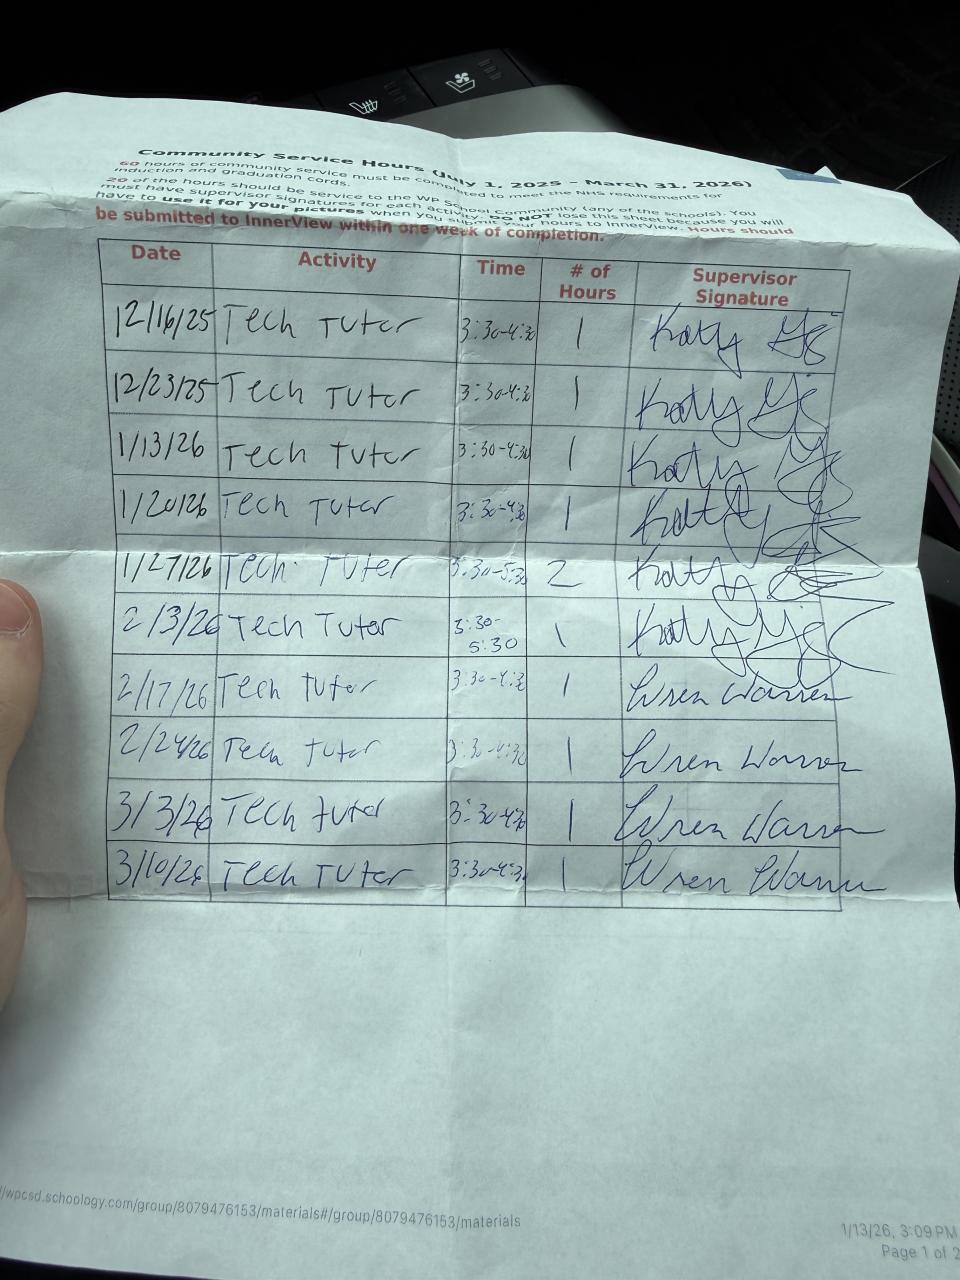 Community Service Hours (July 1, 2025 – March 31, 2026)
60 hours of community service must be completed to meet the NHS requirements for
induction and graduation cords.
20 of the hours should be service to the WP School Community (any of the schools). You
must have supervisor signatures for each activity. DO NOT lose this sheet because you will
have to use it for your pictures when you submit your hours to InnerView. Hours should
be submitted to InnerView within one week of completion.
Date Activity Time # of Hours Supervisor Signature
12/16/25 Tech Tutor 3:30-4:30 1 Katy
12/23/25 Tech Tutor 3:30-4:30 1 Katy
1/13/26 Tech Tutor 3:30-4:30 1 Katy
1/20/26 Tech Tutor 3:30-4:30 1 Katy
1/27/26 Tech Tutor 3:30-5:30 2 Katy
2/3/26 Tech Tutor 3:30-5:30 1 Katy
2/17/26 Tech tutor 3:30-4:30 1 Wren Warren
2/24/26 Tech tutor 3:30-4:30 1 Wren Warren
3/3/26 Tech tutor 3:30-4:30 1 Wren Warren
3/10/26 Tech Tutor 3:30-4:30 1 Wren Warren
/wpcsd.schoology.com/group/8079476153/materials#/group/8079476153/materials
1/13/26, 3:09 PM
Page 1 of 2